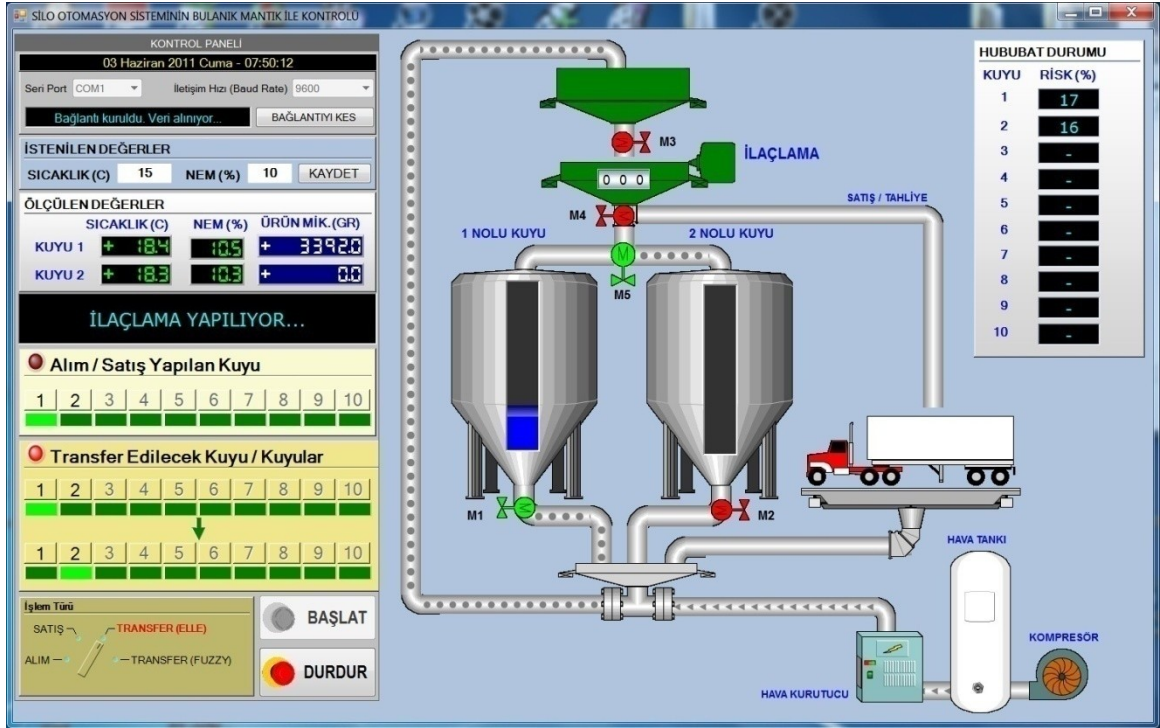 SİLO OTOMASYON SİSTEMİNİN BULANIK MANTIK İLE KONTROLÜ
KONTROL PANELİ
03 Haziran 2011 Cuma - 07:50:12
Seri Port COM1 İletişim Hızı (Baud Rate) 9600
Bağlantı kuruldu. Veri alınıyor... BAĞLANTIYI KES
İSTENİLEN DEĞERLER
SICAKLIK (C) 15 NEM (%) 10 KAYDET
ÖLÇÜLEN DEĞERLER
SICAKLIK (C) NEM (%) ÜRÜN MİK.(GR)
KUYU 1 + 18.4 10.5 + 3392.0
KUYU 2 + 18.3 10.3 + 0.0
İLAÇLAMA YAPILIYOR...
Alım / Satış Yapılan Kuyu
1 2 3 4 5 6 7 8 9 10
Transfer Edilecek Kuyu / Kuyular
1 2 3 4 5 6 7 8 9 10
1 2 3 4 5 6 7 8 9 10
İşlem Türü
SATIŞ TRANSFER (ELLE)
ALIM TRANSFER (FUZZY)
BAŞLAT
DURDUR
M M3
İLAÇLAMA
0 0 0
M4 M
SATIŞ / TAHLİYE
1 NOLU KUYU 2 NOLU KUYU
M
M5
M1 M
M M2
HAVA TANKI
KOMPRESÖR
HAVA KURUTUCU
HUBUBAT DURUMU
KUYU RİSK (%)
1 17
2 16
3 -
4 -
5 -
6 -
7 -
8 -
9 -
10 -